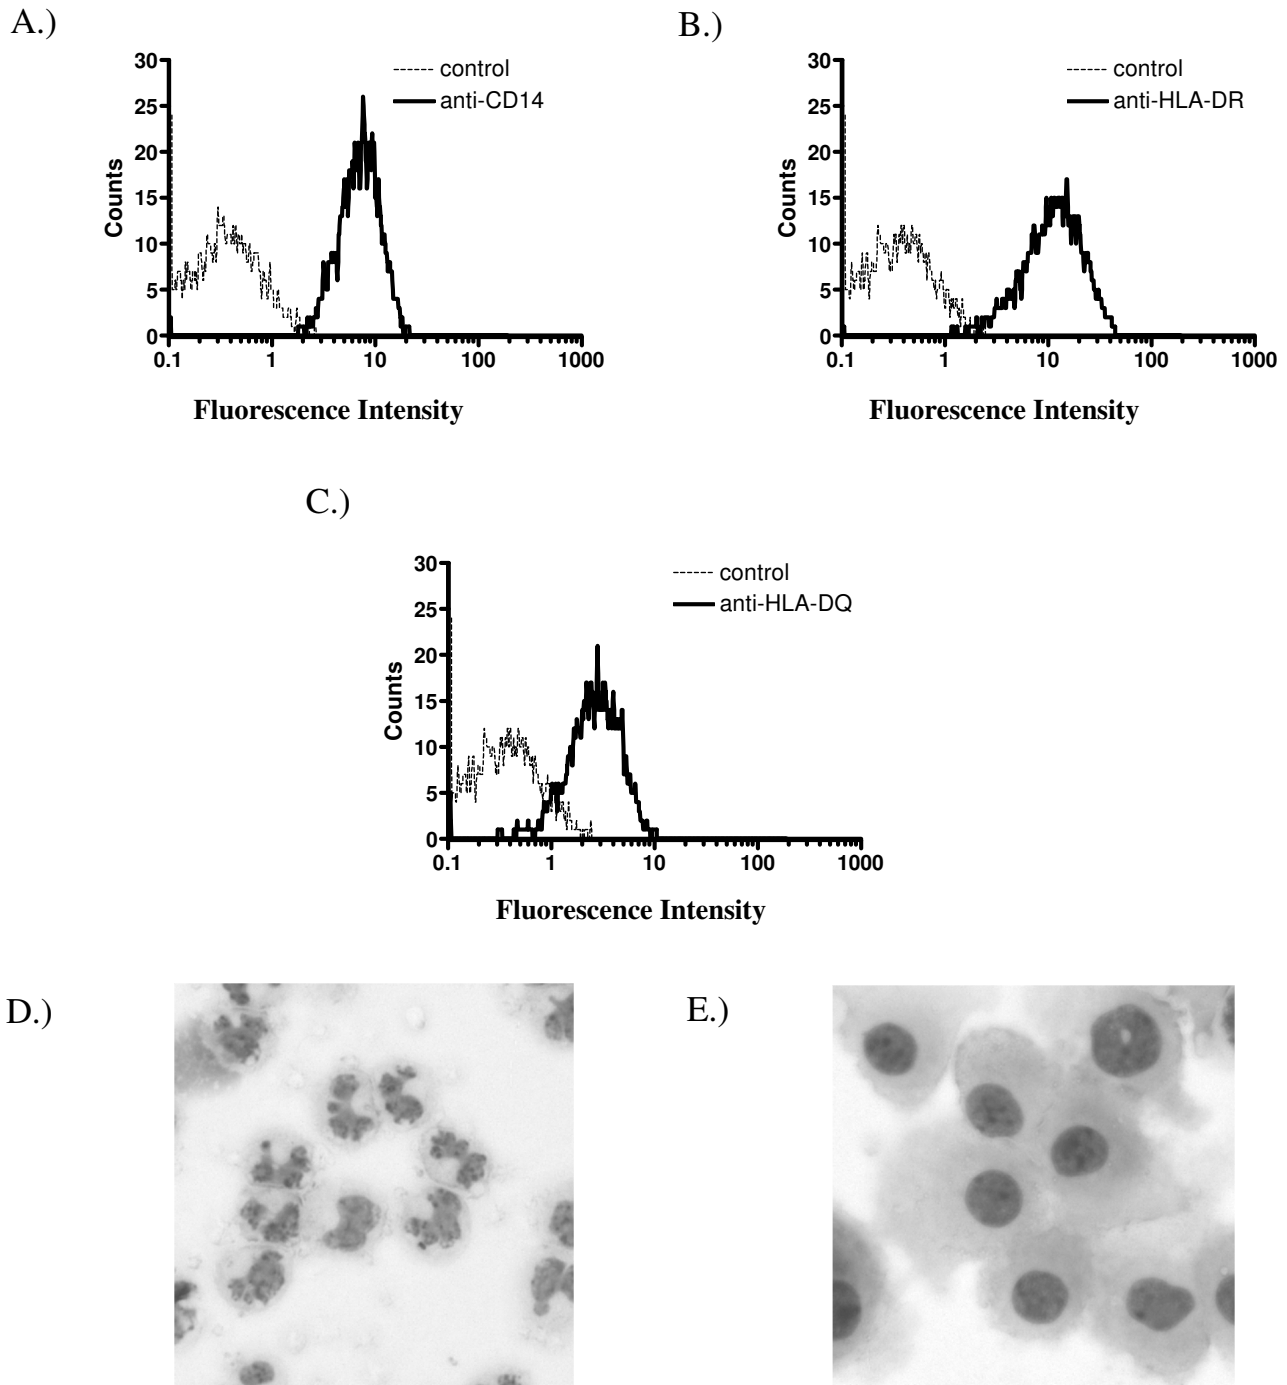 A.)
B.)
30
25
20
15
10
5
0
Counts
control
anti-CD14
0.1 1 10 100 1000
Fluorescence Intensity
30
25
20
15
10
5
0
Counts
control
anti-HLA-DR
0.1 1 10 100 1000
Fluorescence Intensity
C.)
30
25
20
15
10
5
0
Counts
control
anti-HLA-DQ
0.1 1 10 100 1000
Fluorescence Intensity
D.)
E.)